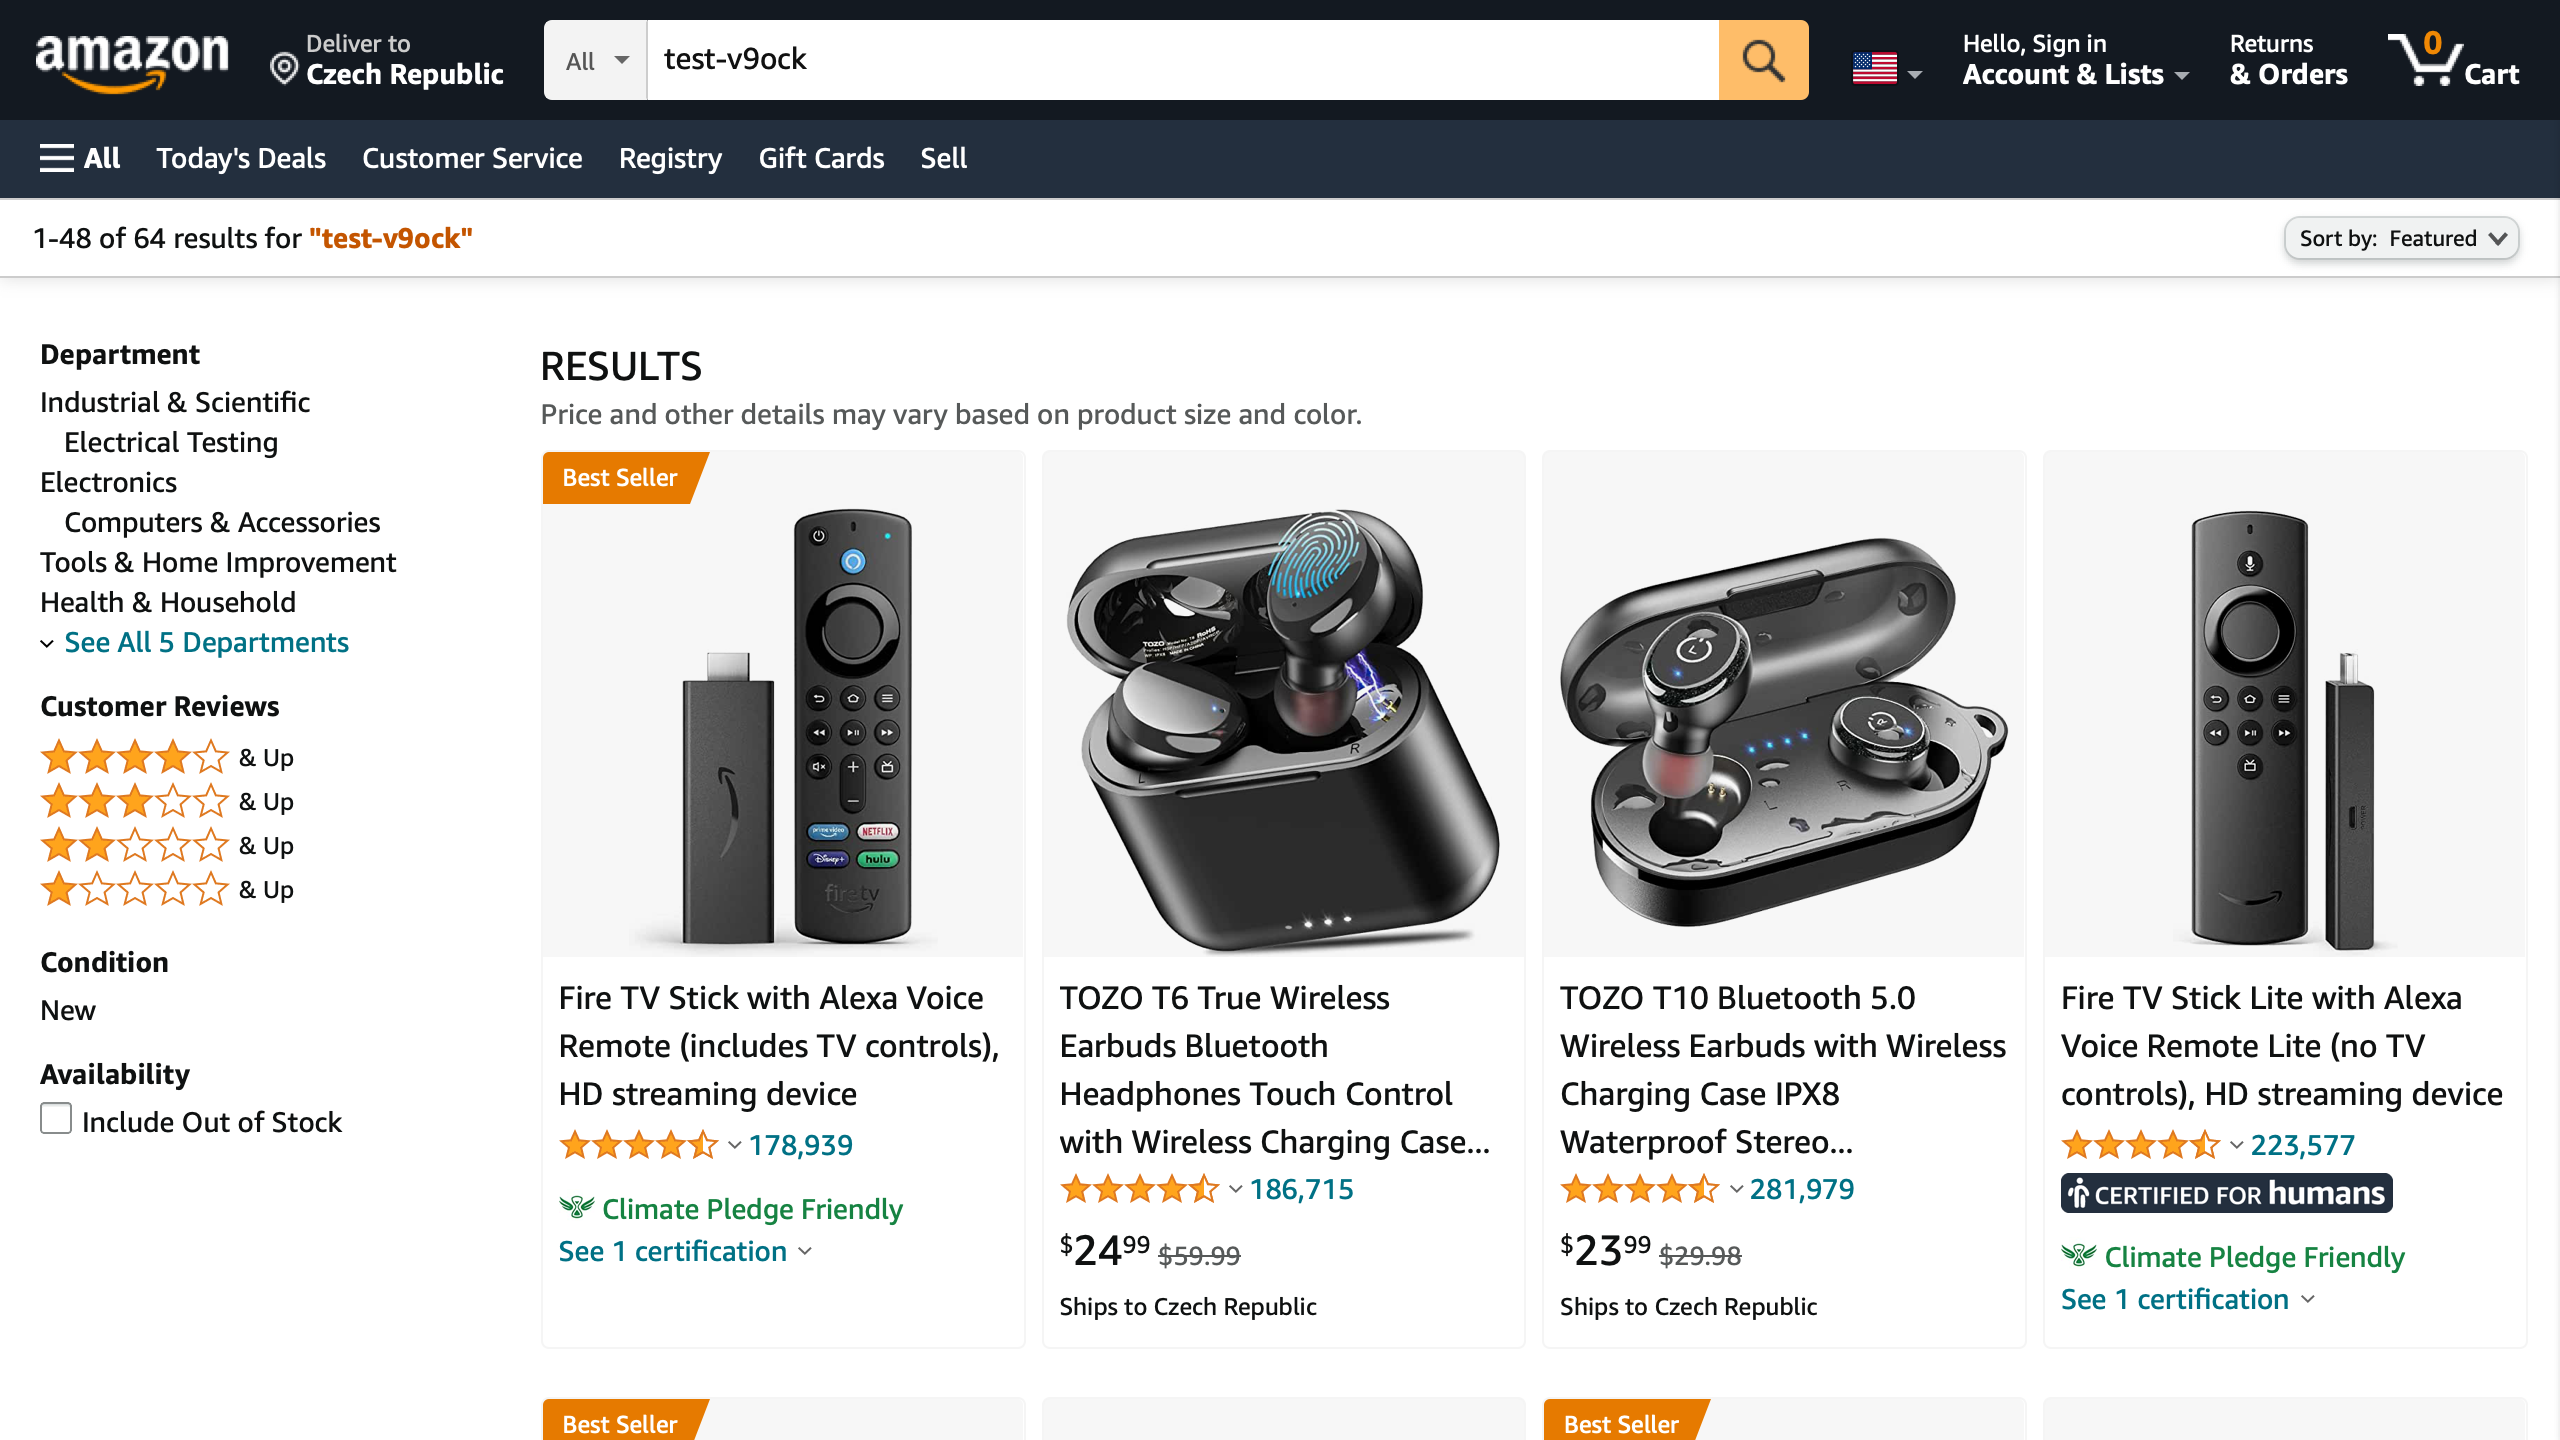 amazon
Deliver to
Czech Republic
All
test-v9ock
Hello, Sign in
Account & Lists
Returns
& Orders
0
Cart
All
Today's Deals
Customer Service
Registry
Gift Cards
Sell
1-48 of 64 results for "test-v9ock"
Sort by: Featured
Department
Industrial & Scientific
Electrical Testing
Electronics
Computers & Accessories
Tools & Home Improvement
Health & Household
See All 5 Departments
Customer Reviews
& Up
& Up
& Up
& Up
Condition
New
Availability
Include Out of Stock
RESULTS
Price and other details may vary based on product size and color.
Best Seller
prime video
NETFLIX
Disney+
hulu
firetv
Fire TV Stick with Alexa Voice
Remote (includes TV controls),
HD streaming device
178,939
Climate Pledge Friendly
See 1 certification
TOZO
L
R
TOZO T6 True Wireless
Earbuds Bluetooth
Headphones Touch Control
with Wireless Charging Case...
186,715
$24.99 $59.99
Ships to Czech Republic
L
R
L
R
TOZO T10 Bluetooth 5.0
Wireless Earbuds with Wireless
Charging Case IPX8
Waterproof Stereo...
281,979
$23.99 $29.98
Ships to Czech Republic
Fire TV Stick Lite with Alexa
Voice Remote Lite (no TV
controls), HD streaming device
223,577
CERTIFIED FOR humans
Climate Pledge Friendly
See 1 certification
Best Seller
Best Seller